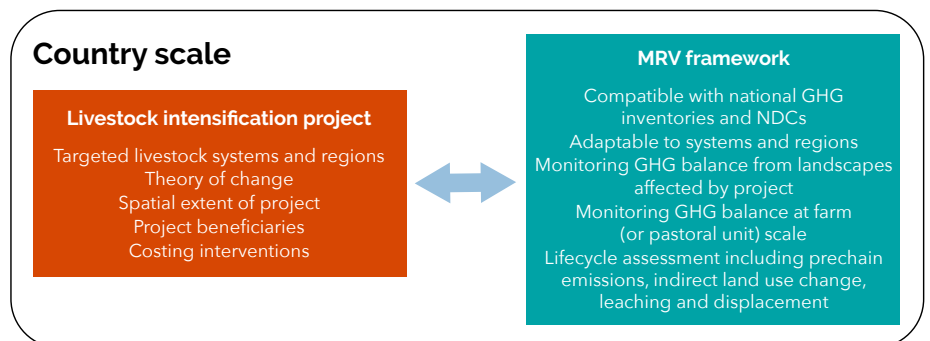 Country scale
Livestock intensification project
Targeted livestock systems and regions
Theory of change
Spatial extent of project
Project beneficiaries
Costing interventions
MRV framework
Compatible with national GHG
inventories and NDCs
Adaptable to systems and regions
Monitoring GHG balance from landscapes
affected by project
Monitoring GHG balance at farm
(or pastoral unit) scale
Lifecycle assessment including prechain
emissions, indirect land use change,
leaching and displacement